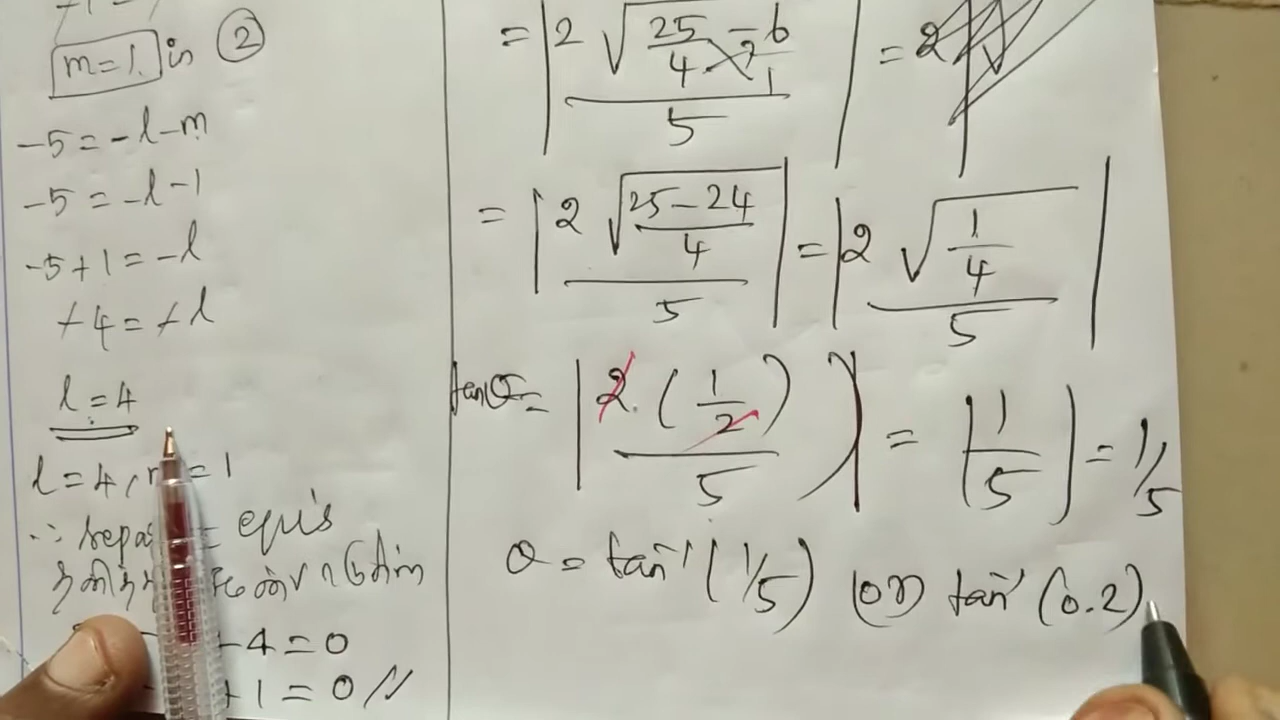 m=1. in ②
-5 = -l-m
-5 = -l-1
-5+1 = -l
+4 = +l
l = 4
l = 4, = 1
∴ equ's
-4=0
+1=0 //
= |2 √(25/4 - 6/1) / 5| = 2
= |2 √((25-24)/4) / 5| = |2 √(1/4) / 5|
tanθ = |2.(1/2) / 5| = |1/5| = 1/5
θ = tan⁻¹(1/5) (or) tan⁻¹(0.2)